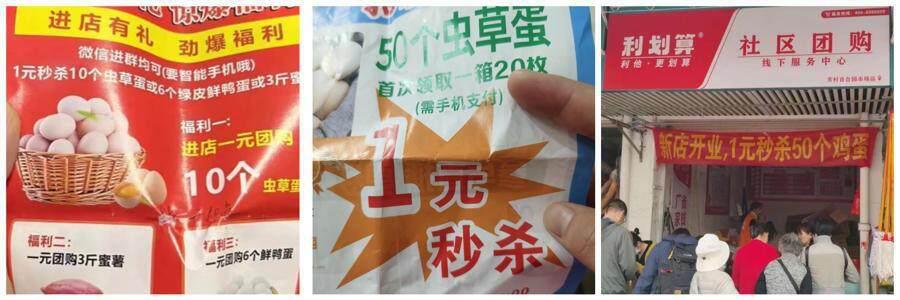 进店有礼 劲爆福利
微信进群均可(要智能手机哦)
1元秒杀10个虫草蛋或6个绿皮鲜鸭蛋或3斤蜜
福利一:
进店一元团购
10个 虫草蛋
福利二:
一元团购3斤蜜薯
福利三:
一元团购6个鲜鸭蛋
50个虫草蛋
首次领取一箱20枚
(需手机支付)
1元
秒杀
利划算
利他·更划算
社区团购
线下服务中心
新店开业,1元秒杀50个鸡蛋